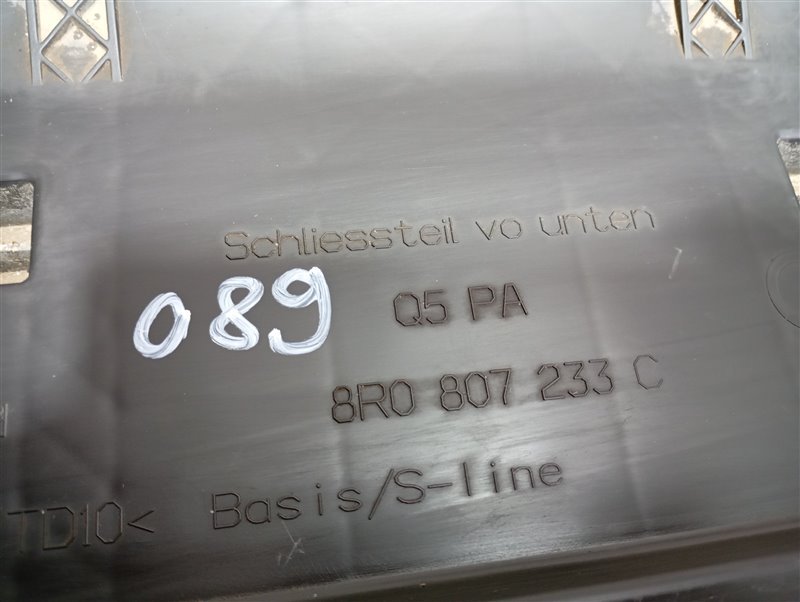 Schliessteil vo unten
089
Q5 PA
8R0 807 233 C
TD10<
Basis/S-line